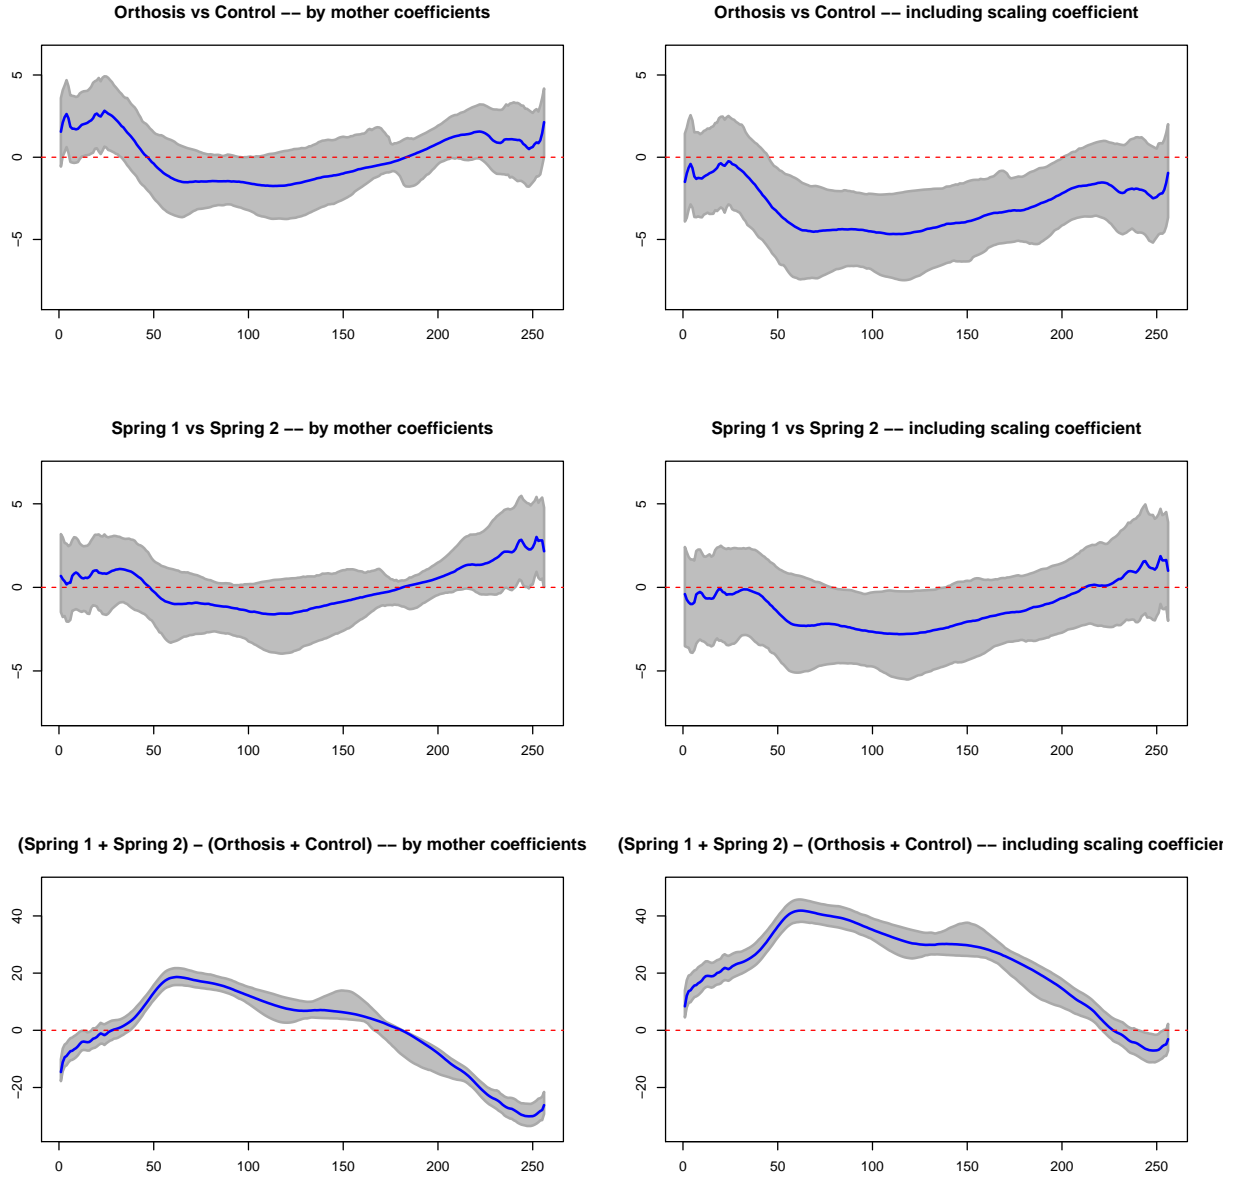 Orthosis vs Control −− by mother coefficients
5
0
−5
0 50 100 150 200 250
Orthosis vs Control −− including scaling coefficient
5
0
−5
0 50 100 150 200 250
Spring 1 vs Spring 2 −− by mother coefficients
5
0
−5
0 50 100 150 200 250
Spring 1 vs Spring 2 −− including scaling coefficient
5
0
−5
0 50 100 150 200 250
(Spring 1 + Spring 2) − (Orthosis + Control) −− by mother coefficients
40
20
0
−20
0 50 100 150 200 250
(Spring 1 + Spring 2) − (Orthosis + Control) −− including scaling coefficier
40
20
0
−20
0 50 100 150 200 250